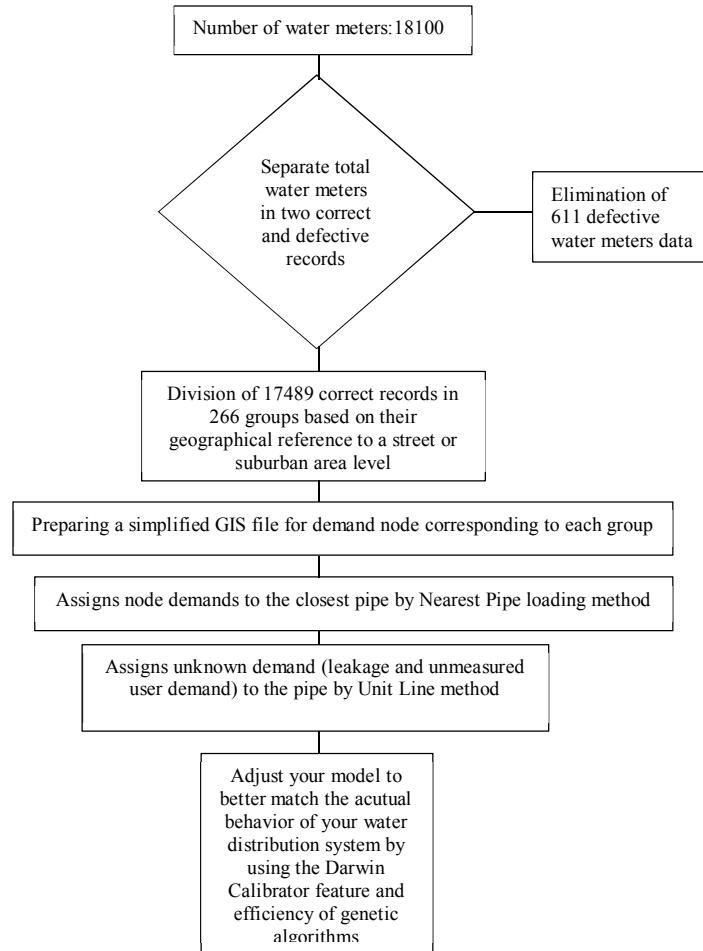 Number of water meters:18100
Separate total
water meters
in two correct
and defective
records
Elimination of
611 defective
water meters data
Division of 17489 correct records in
266 groups based on their
geographical reference to a street or
suburban area level
Preparing a simplified GIS file for demand node corresponding to each group
Assigns node demands to the closest pipe by Nearest Pipe loading method
Assigns unknown demand (leakage and unmeasured
user demand) to the pipe by Unit Line method
Adjust your model to
better match the acutual
behavior of your water
distribution system by
using the Darwin
Calibrator feature and
efficiency of genetic
algorithms